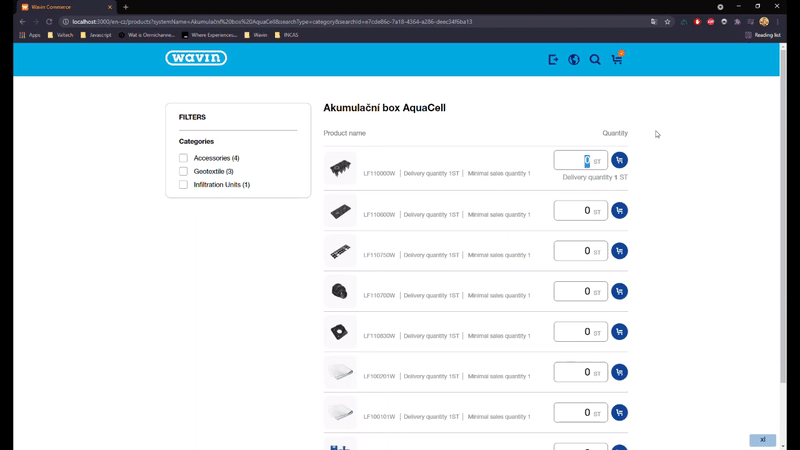 Wavin Commerce
localhost:3000/en-cz/products?systemName=Akumulační%20box%20AquaCell&searchType=category&searchId=e7cde86c-7a18-4364-a286-deec34f6ba13
Apps Valtech Javascript Wat is Omnichanne... Where Experiences... Wavin INCAS Reading list
wavin
FILTERS
Categories
Accessories (4)
Geotextile (3)
Infiltration Units (1)
Akumulační box AquaCell
Product name Quantity
LF110000W Delivery quantity 1ST Minimal sales quantity 1 0 ST
Delivery quantity 1 ST
LF110600W Delivery quantity 1ST Minimal sales quantity 1 0 ST
LF110750W Delivery quantity 1ST Minimal sales quantity 1 0 ST
LF110700W Delivery quantity 1ST Minimal sales quantity 1 0 ST
LF110830W Delivery quantity 1ST Minimal sales quantity 1 0 ST
LF100201W Delivery quantity 1ST Minimal sales quantity 1 0 ST
LF100101W Delivery quantity 1ST Minimal sales quantity 1 0 ST
xl